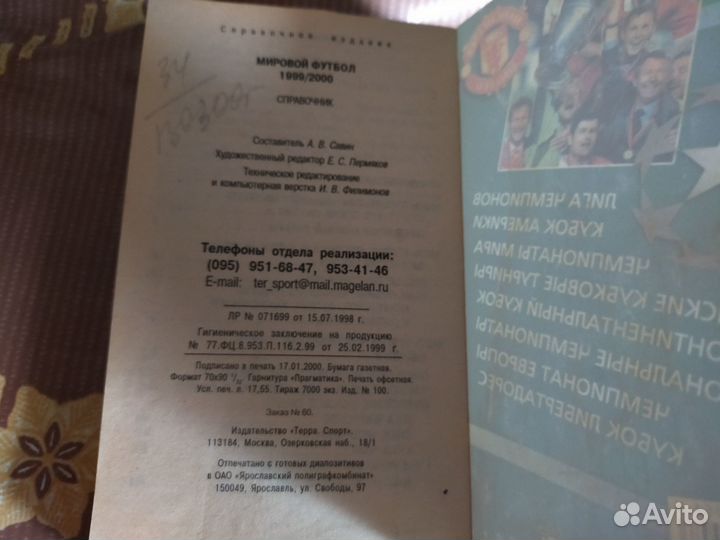 Справочное издание
МИРОВОЙ ФУТБОЛ
1999/2000
СПРАВОЧНИК
34
Составитель А. В. Савин
Художественный редактор Е. С. Пермяков
Техническое редактирование
и компьютерная верстка И. В. Филимонов
Телефоны отдела реализации:
(095) 951-68-47, 953-41-46
E-mail: ter_sport@mail.magelan.ru
ЛР № 071699 от 15.07.1998 г.
Гигиеническое заключение на продукцию
№ 77.ФЦ.8.953.П.116.2.99 от 25.02.1999 г.
Подписано в печать 17.01.2000. Бумага газетная.
Формат 70х90 1/32. Гарнитура «Прагматика». Печать офсетная.
Усл. печ. л. 17,55. Тираж 7000 экз. Изд. № 100.
Заказ № 60.
Издательство «Терра. Спорт».
113184, Москва, Озерковская наб., 18/1
Отпечатано с готовых диапозитивов
в ОАО «Ярославский полиграфкомбинат»
150049, Ярославль, ул. Свободы, 97
ЛИГА ЧЕМПИОНОВ
КУБОК АМЕРИКИ
ЧЕМПИОНАТЫ МИРА
СКИЕ КУБКОВЫЕ ТУРНИРЫ
ОНТИНЕНТАЛЬНЫЙ КУБОК
ОНАЛЬНЫЕ ЧЕМПИОНАТЫ
ЧЕМПИОНАТ ЕВРОПЫ
КУБОК ЛИБЕРТАДОРЕС
Avito